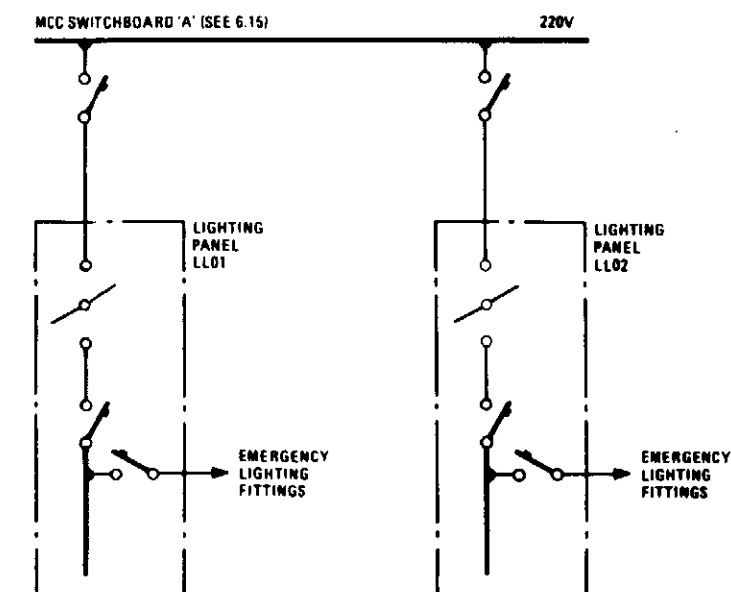 MCC SWITCHBOARD 'A' (SEE 6.15) 220V
LIGHTING
PANEL
LL01
LIGHTING
PANEL
LL02
EMERGENCY
LIGHTING
FITTINGS
EMERGENCY
LIGHTING
FITTINGS